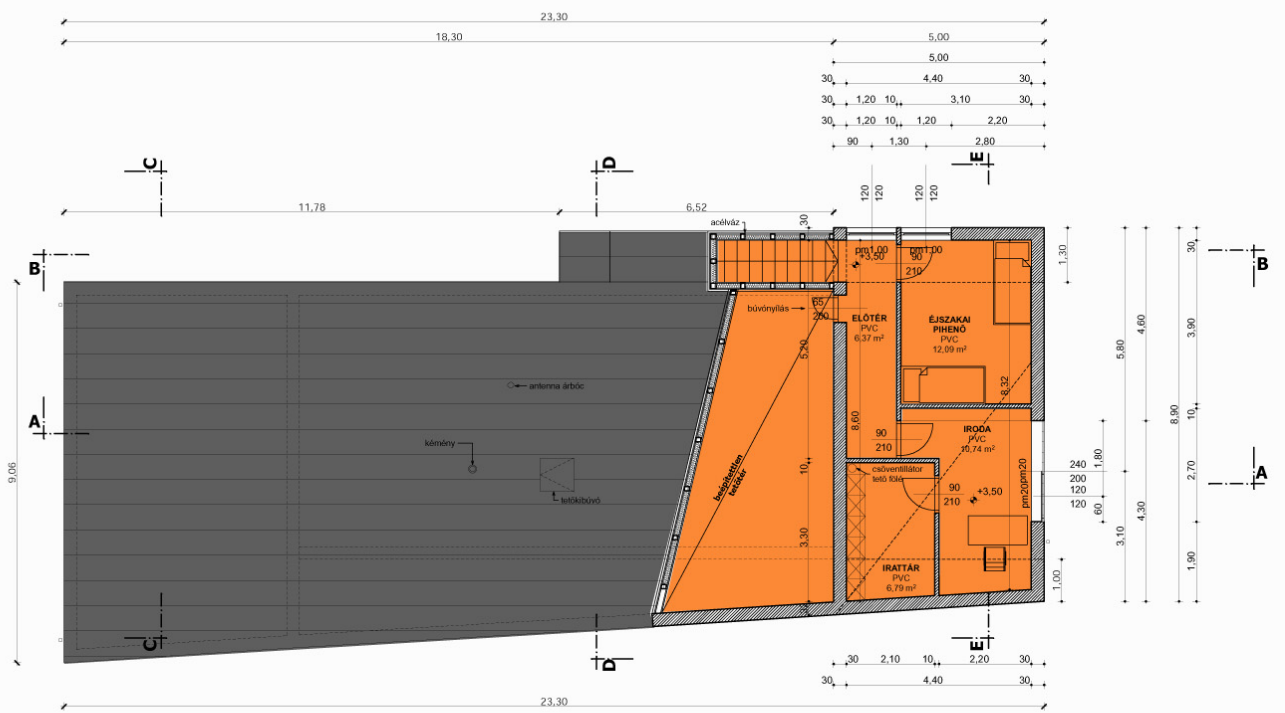 23,30
18,30 5,00
5,00
30 4,40 30
30 1,20 10 3,10 30
30 1,20 10 1,20 2,20
90 1,30 2,80
C D E
120 120 120 120
11,78 6,52 30
acélváz
pm1,00 pm1,00
+3,50
90
210
1,30
30
B B
65
200
búvónyílás
ELŐTÉR
PVC
6,37 m²
ÉJSZAKAI
PIHENŐ
PVC
12,09 m²
5,20
4,60
3,90
5,80
8,32
antenna árbóc
8,90
10
A
8,60
90
210
IRODA
PVC
10,74 m²
kémény
csőventillátor
tető fölé
10
240
200
120
120
pm20 pm20
1,80
60
2,70
A
9,06
tetőkibúvó
beépítettlen
tetőtér
90
210
+3,50
4,30
3,10
3,30
IRATTÁR
PVC
6,79 m²
1,00
1,90
30
C D E
30 2,10 10 2,20 30
30 4,40 30
23,30